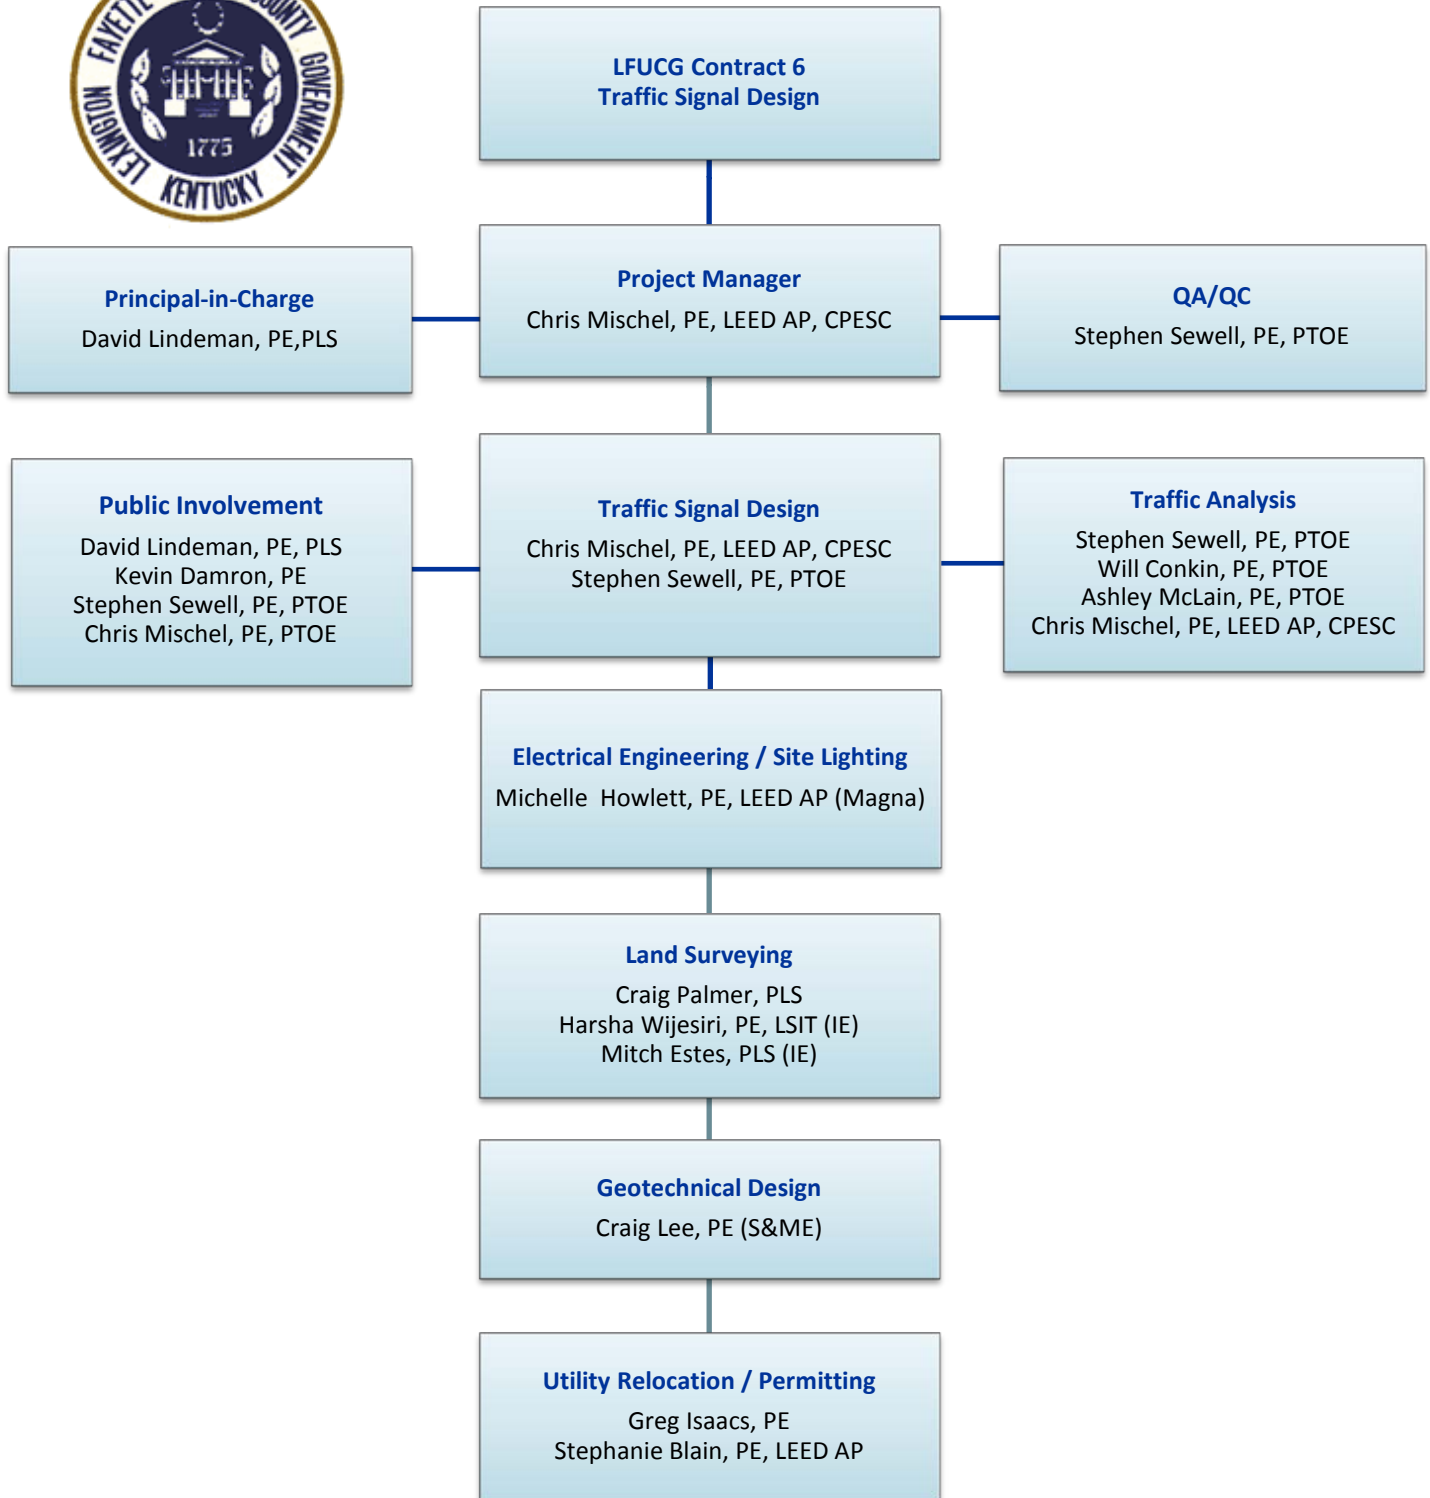 FAYETTE COUNTY GOVERNMENT
LEXINGTON
1775
KENTUCKY
LFUCG Contract 6
Traffic Signal Design
Principal-in-Charge
David Lindeman, PE,PLS
Project Manager
Chris Mischel, PE, LEED AP, CPESC
QA/QC
Stephen Sewell, PE, PTOE
Public Involvement
David Lindeman, PE, PLS
Kevin Damron, PE
Stephen Sewell, PE, PTOE
Chris Mischel, PE, PTOE
Traffic Signal Design
Chris Mischel, PE, LEED AP, CPESC
Stephen Sewell, PE, PTOE
Traffic Analysis
Stephen Sewell, PE, PTOE
Will Conkin, PE, PTOE
Ashley McLain, PE, PTOE
Chris Mischel, PE, LEED AP, CPESC
Electrical Engineering / Site Lighting
Michelle  Howlett, PE, LEED AP (Magna)
Land Surveying
Craig Palmer, PLS
Harsha Wijesiri, PE, LSIT (IE)
Mitch Estes, PLS (IE)
Geotechnical Design
Craig Lee, PE (S&ME)
Utility Relocation / Permitting
Greg Isaacs, PE
Stephanie Blain, PE, LEED AP